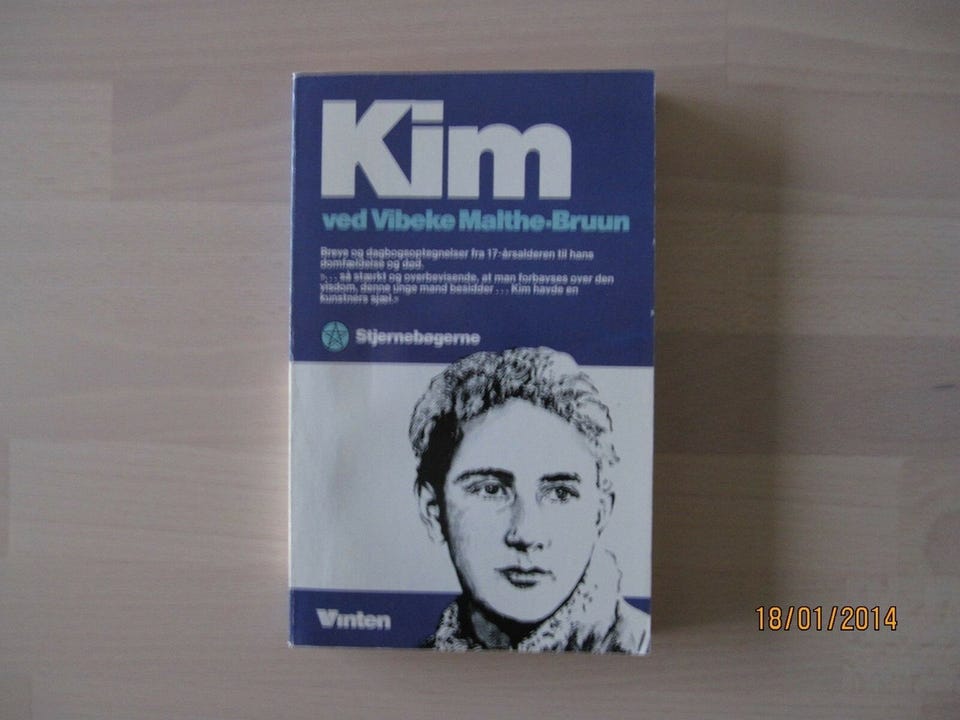 Kim
ved Vibeke Malthe-Bruun
Breve og dagbogsoptegnelser fra 17-årsalderen til hans
domfældelse og død.
»... så stærkt og overbevisende, at man forbavses over den
visdom, denne unge mand besidder ... Kim havde en
kunstners sjæl.«
Stjernebøgerne
Vinten
18/01/2014